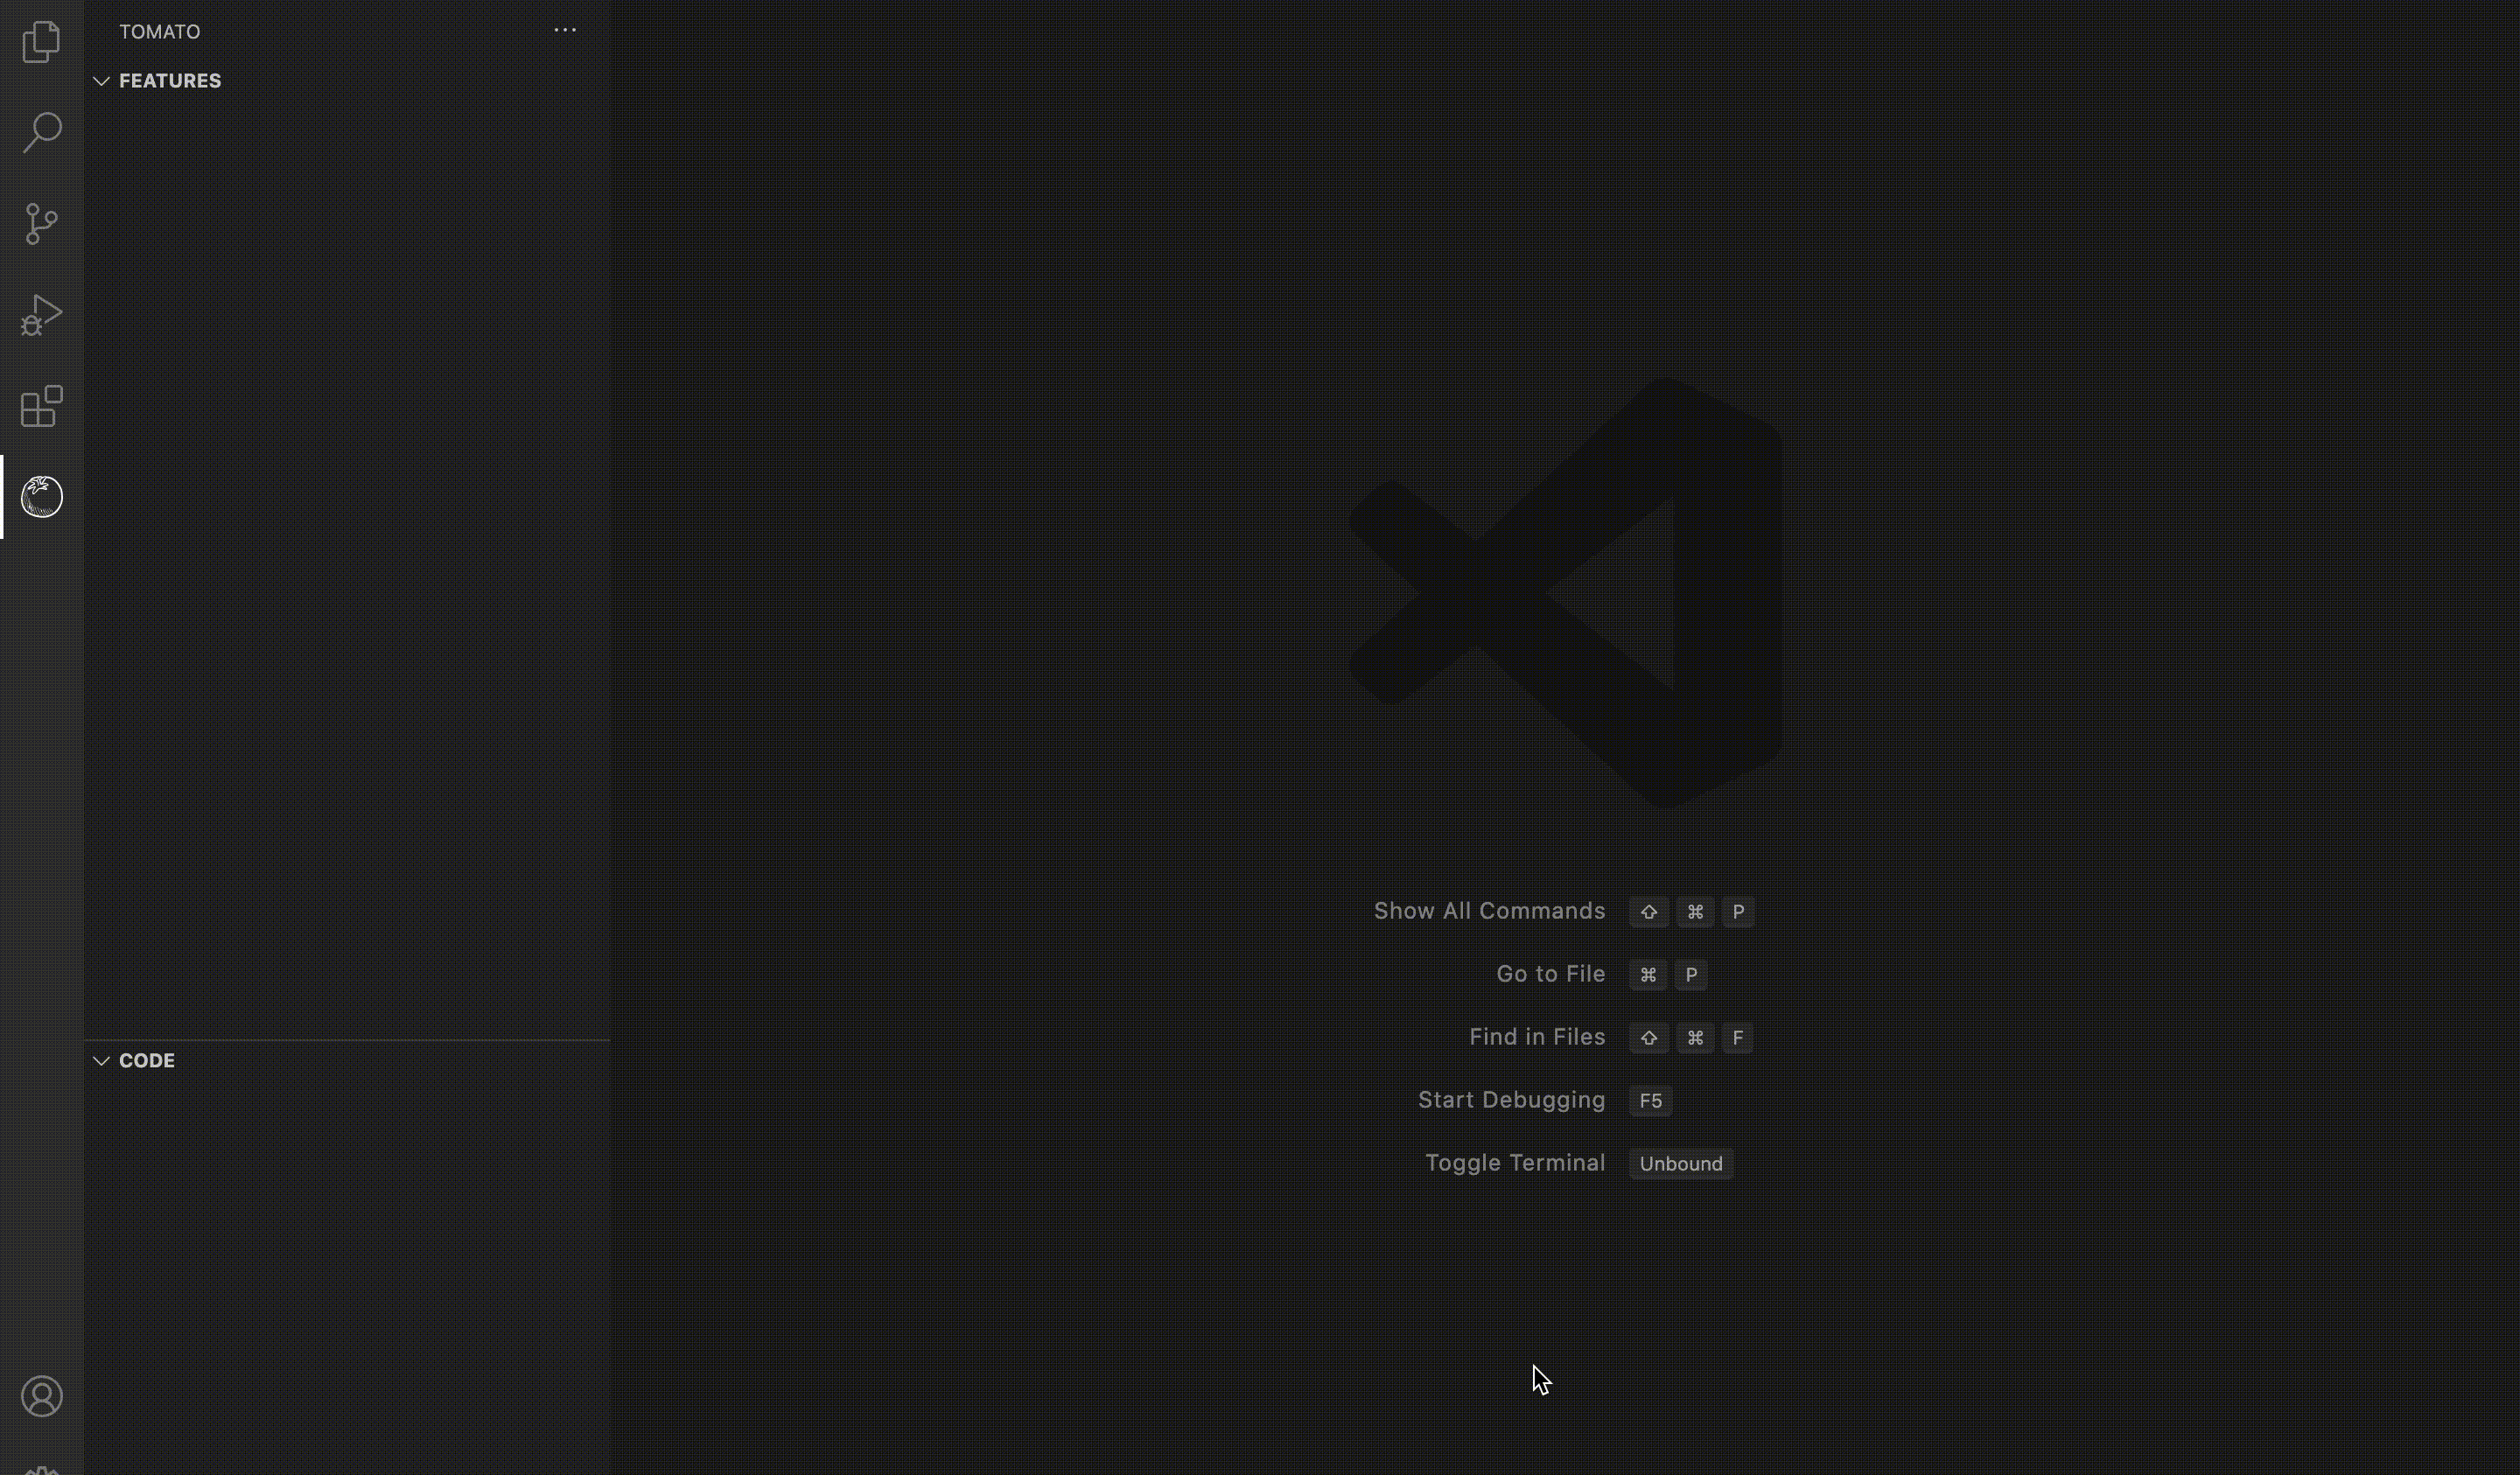 TOMATO
FEATURES
CODE
Show All Commands ⇧ ⌘ P
Go to File ⌘ P
Find in Files ⇧ ⌘ F
Start Debugging F5
Toggle Terminal Unbound